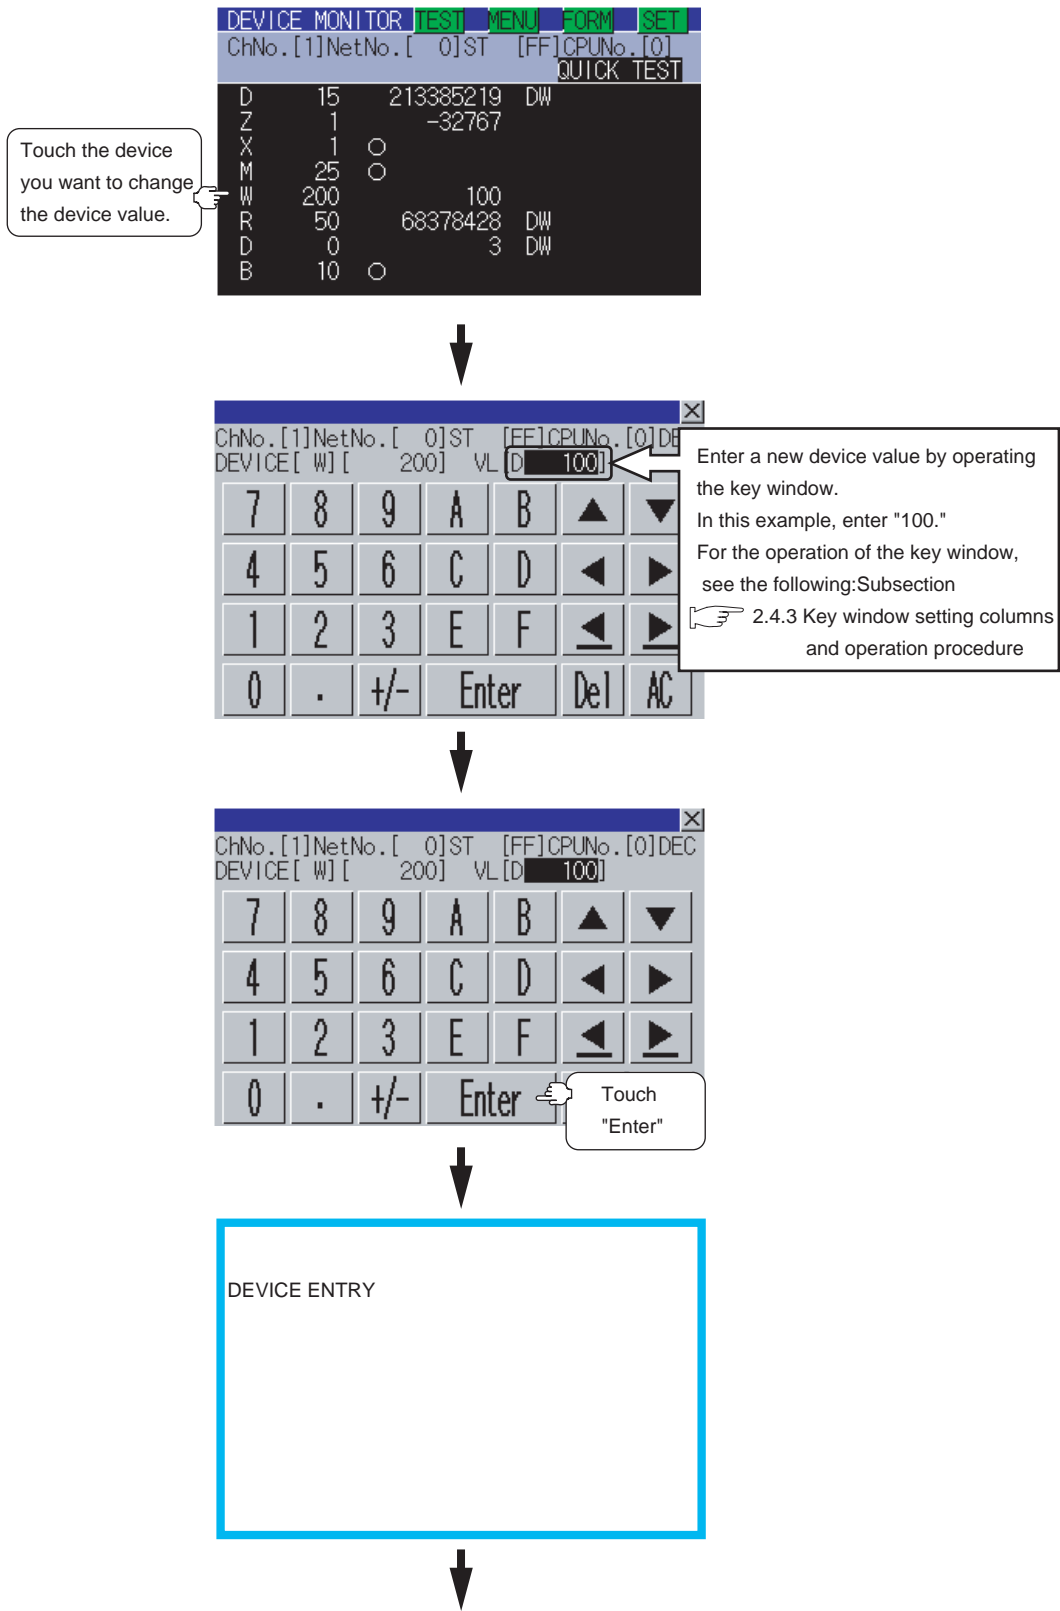 DEVICE MONITOR TEST MENU FORM SET
ChNo.[1]NetNo.[ 0]ST [FF]CPUNo.[0]
QUICK TEST
D 15 213385219 DW
Z 1 -32767
X 1 ○
M 25 ○
W 200 100
R 50 68378428 DW
D 0 3 DW
B 10 ○
Touch the device
you want to change
the device value.
ChNo.[1]NetNo.[ 0]ST [FF]CPUNo.[0]DE
DEVICE[ W][ 200] VL[D 100]
7 8 9 A B ▲ ▼
4 5 6 C D ◀ ▶
1 2 3 E F ◀ ▶
0 . +/- Enter Del AC
Enter a new device value by operating
the key window.
In this example, enter "100."
For the operation of the key window,
see the following:Subsection
2.4.3 Key window setting columns
and operation procedure
ChNo.[1]NetNo.[ 0]ST [FF]CPUNo.[0]DEC
DEVICE[ W][ 200] VL[D 100]
7 8 9 A B ▲ ▼
4 5 6 C D ◀ ▶
1 2 3 E F ◀ ▶
0 . +/- Enter
Touch
"Enter"
DEVICE ENTRY